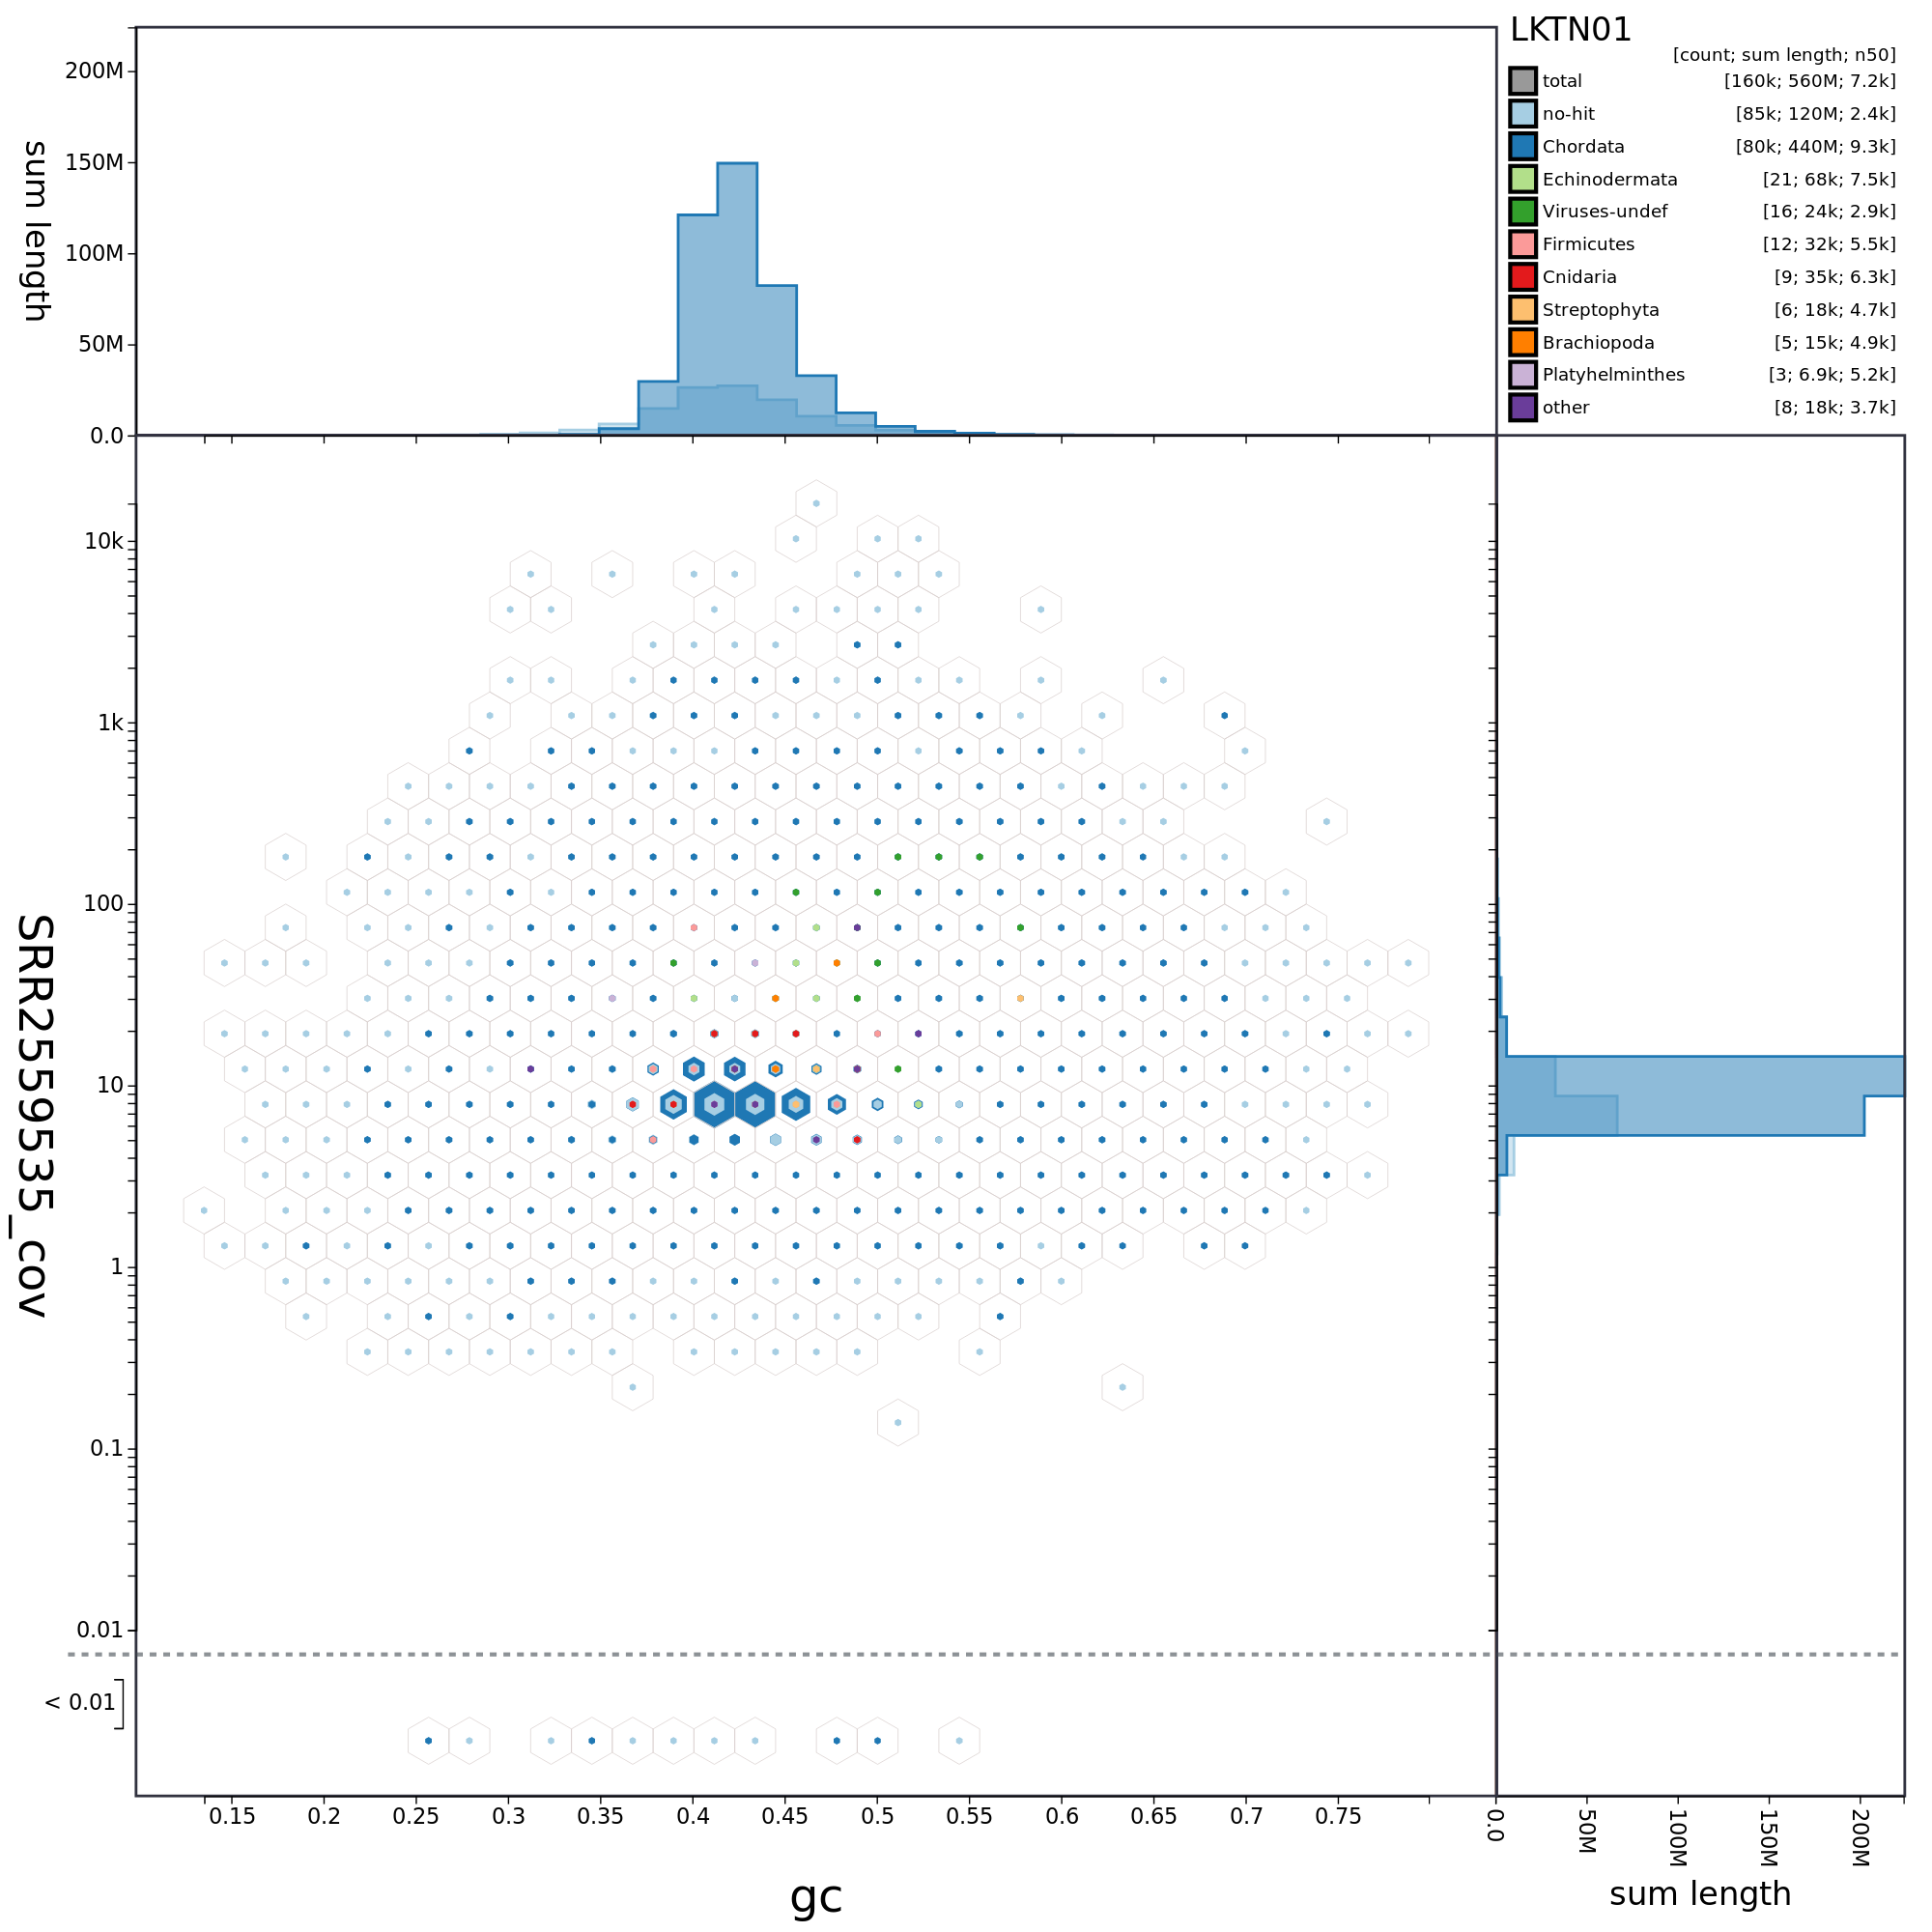 LKTN01
[count; sum length; n50]
total [160k; 560M; 7.2k]
no-hit [85k; 120M; 2.4k]
Chordata [80k; 440M; 9.3k]
Echinodermata [21; 68k; 7.5k]
Viruses-undef [16; 24k; 2.9k]
Firmicutes [12; 32k; 5.5k]
Cnidaria [9; 35k; 6.3k]
Streptophyta [6; 18k; 4.7k]
Brachiopoda [5; 15k; 4.9k]
Platyhelminthes [3; 6.9k; 5.2k]
other [8; 18k; 3.7k]
sum length
200M
150M
100M
50M
0.0
SRR2559535_cov
10k
1k
100
10
1
0.1
0.01
< 0.01
0.15 0.2 0.25 0.3 0.35 0.4 0.45 0.5 0.55 0.6 0.65 0.7 0.75
gc
0.0 50M 100M 150M 200M
sum length